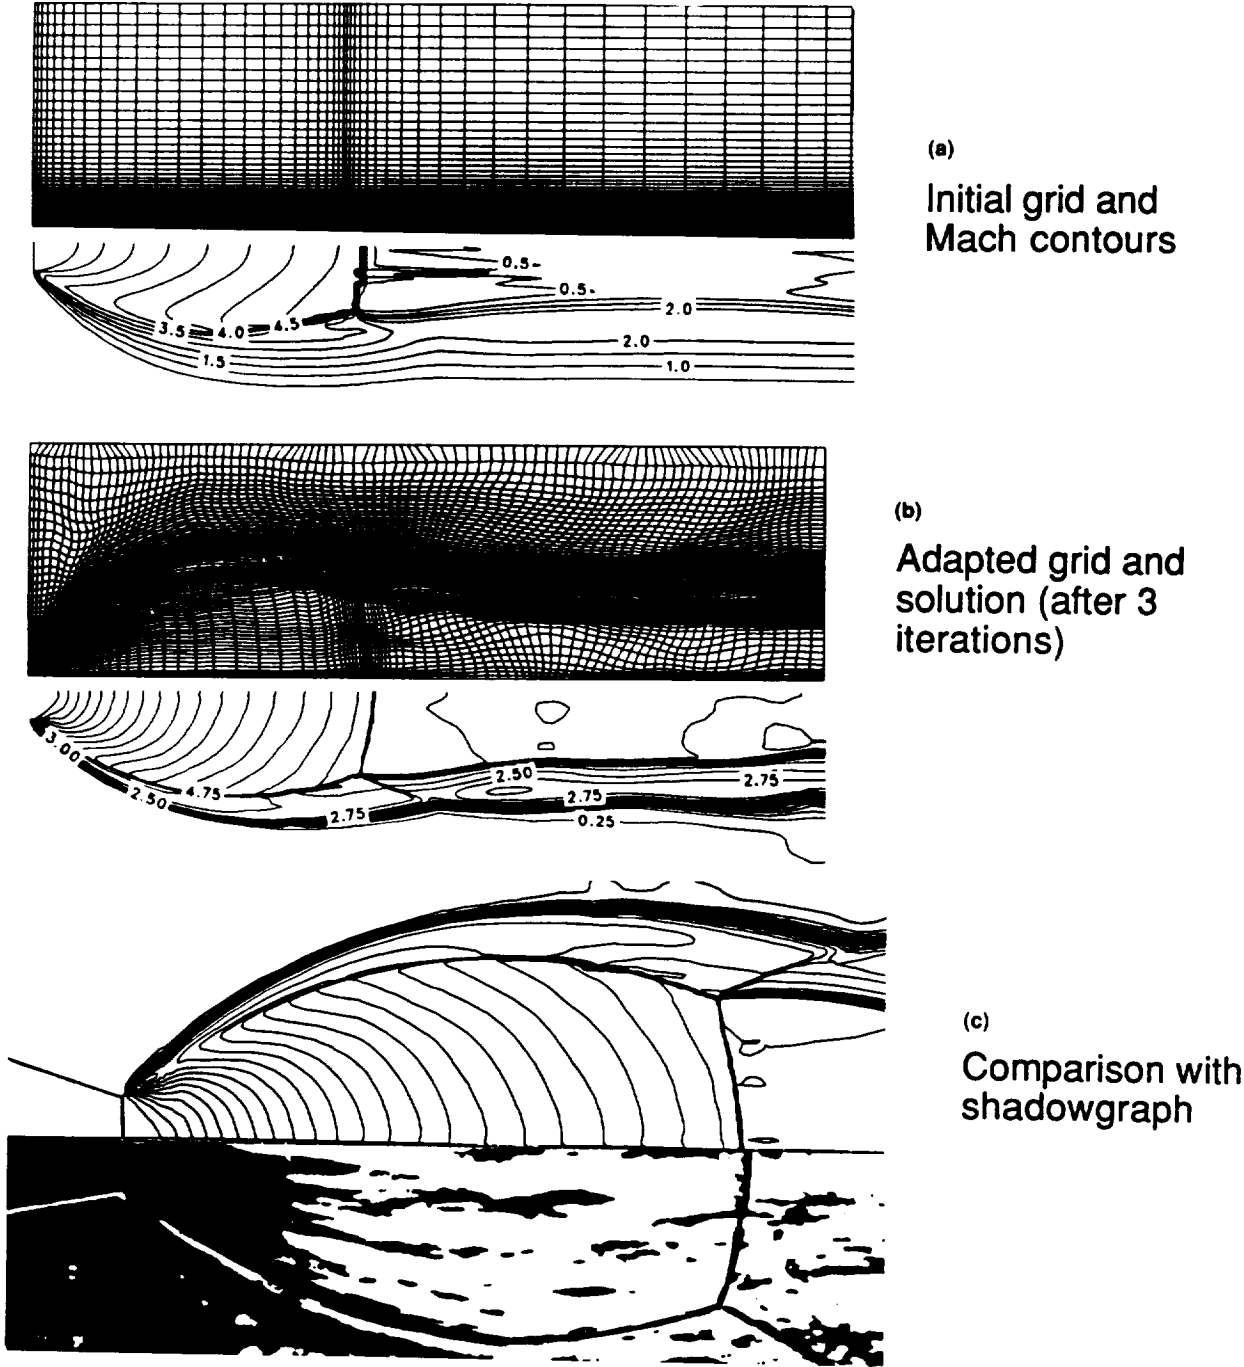 (a)
Initial grid and
Mach contours
0.5
0.5
2.0
3.5 4.0 4.5
2.0
1.5
1.0
(b)
Adapted grid and
solution (after 3
iterations)
3.00
2.50
4.75
2.50
2.75
2.75
2.75
0.25
(c)
Comparison with
shadowgraph